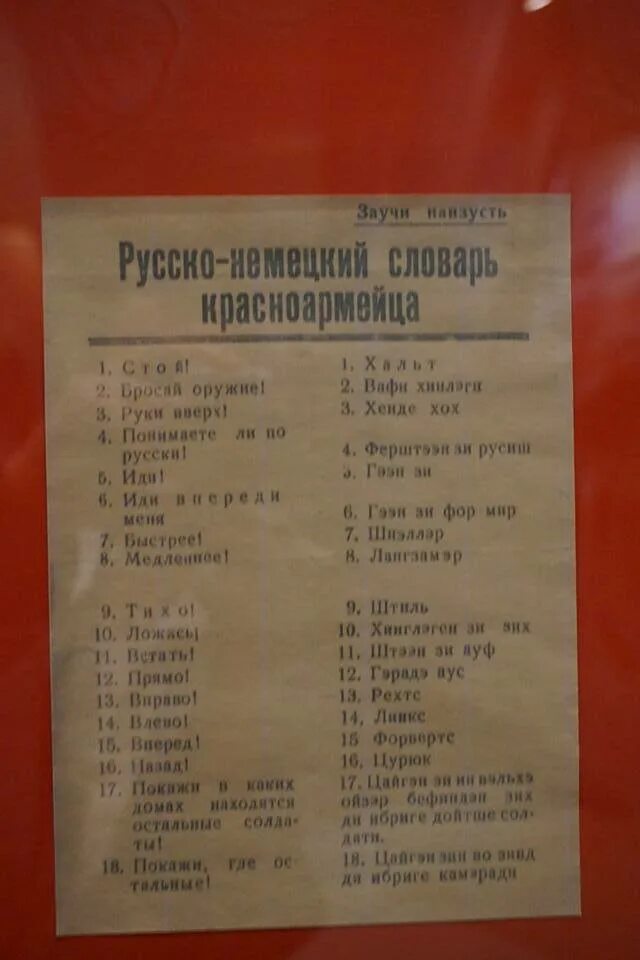 Заучи наизусть
Русско-немецкий словарь
красноармейца
1. Стой!
2. Бросай оружие!
3. Руки вверх!
4. Понимаете ли по
русски!
5. Иди!
6. Иди впереди
меня
7. Быстрее!
8. Медленнее!
9. Тихо!
10. Ложась!
11. Встать!
12. Прямо!
13. Вправо!
14. Влево!
15. Вперед!
16. Назад!
17. Покажи в каких
домах находятся
остальные солда-
ты!
18. Покажи, где ос
тальные!
1. Хальт
2. Вафн хинлэгн
3. Хенде хох
4. Ферштээн зи русиш
5. Гээн зи
6. Гээн зи фор мир
7. Шнэллэр
8. Лангзамэр
9. Штиль
10. Хинглэген зи зих
11. Штээн зи ауф
12. Гэрадэ аус
13. Рехтс
14. Линкс
15 Форвертс
16, Цурюк
17. Цайгэн зи ин вэльхэ
ойзэр бефиндэн зих
ди ибриге дойтше сол-
дати.
18. Цайгэн зин во зинд
ди ибриге камэради